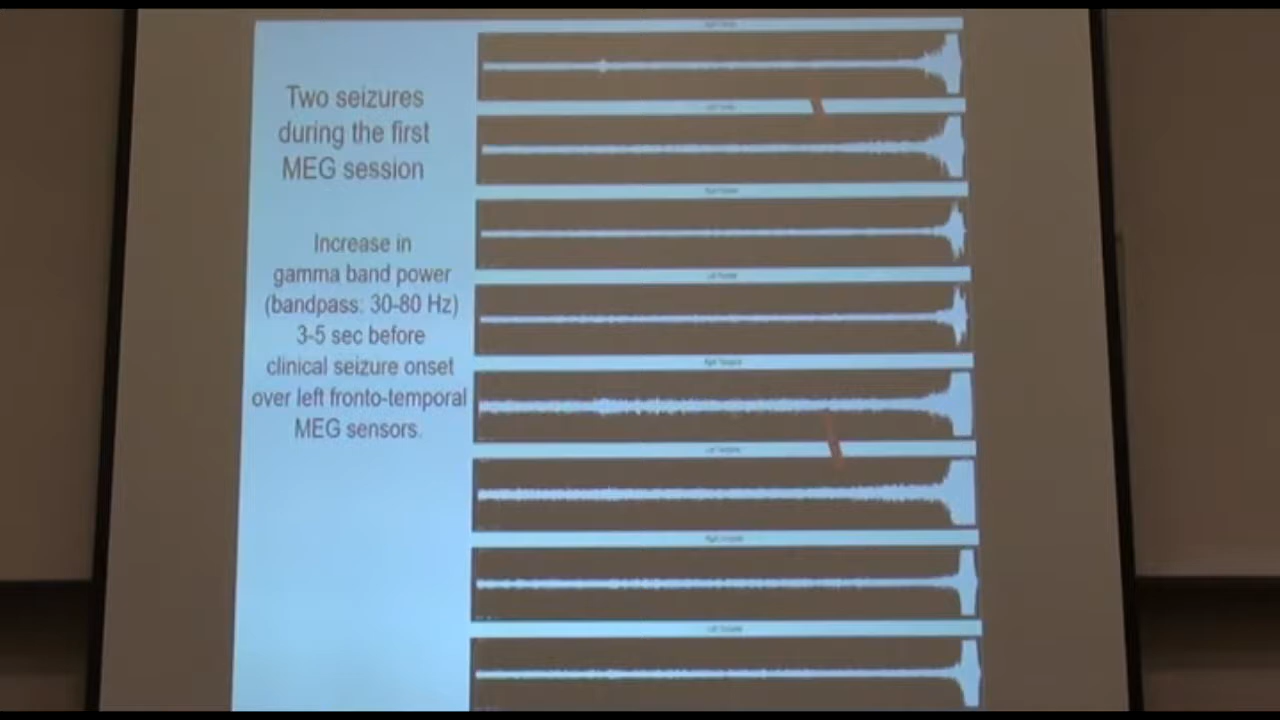 Two seizures
during the first
MEG session
Increase in
gamma band power
(bandpass: 30-80 Hz)
3-5 sec before
clinical seizure onset
over left fronto-temporal
MEG sensors.